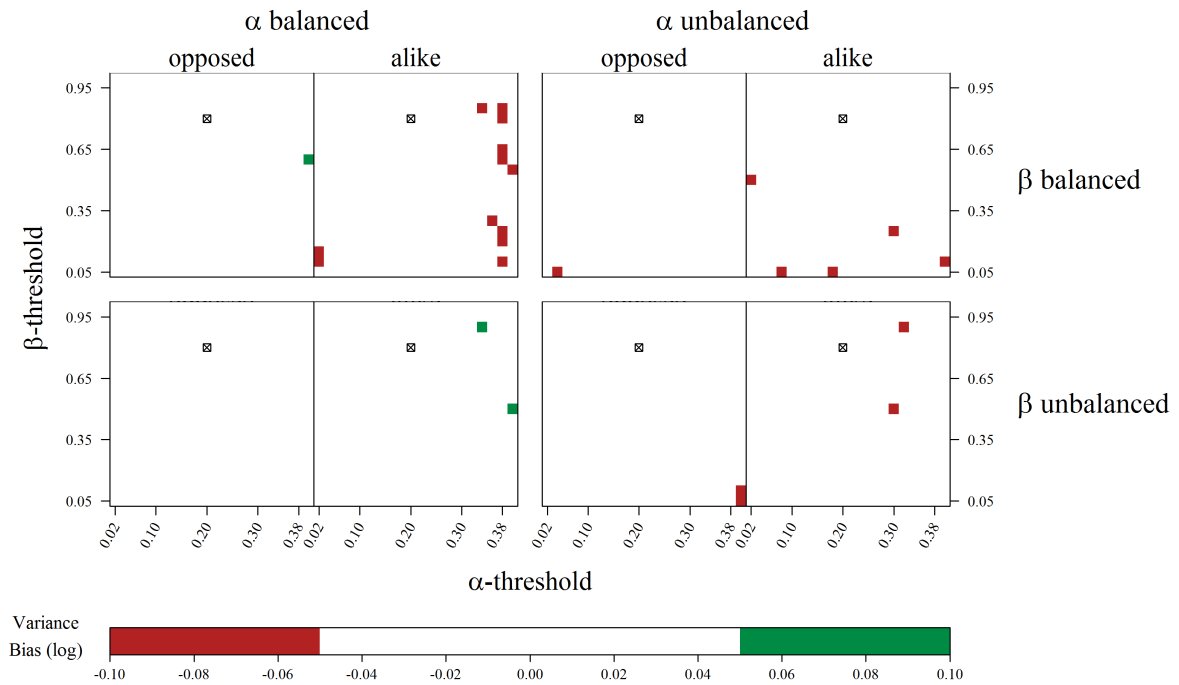 α balanced
α unbalanced
opposed
alike
opposed
alike
0.95
0.65
0.35
0.05
0.95
0.65
0.35
0.05
β balanced
β-threshold
0.95
0.65
0.35
0.05
0.95
0.65
0.35
0.05
β unbalanced
0.02 0.10 0.20 0.30 0.38 0.02 0.10 0.20 0.30 0.38
0.02 0.10 0.20 0.30 0.38 0.02 0.10 0.20 0.30 0.38
α-threshold
Variance
Bias (log)
-0.10 -0.08 -0.06 -0.04 -0.02 0.00 0.02 0.04 0.06 0.08 0.10